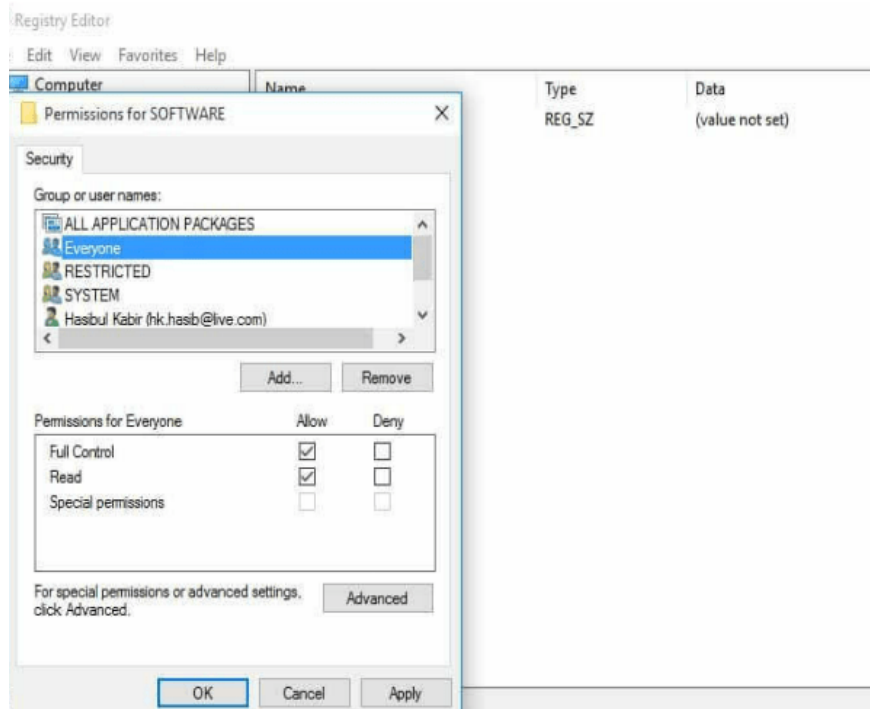 Registry Editor
Edit View Favorites Help
Computer
Name Type Data
Permissions for SOFTWARE
REG_SZ (value not set)
Security
Group or user names:
ALL APPLICATION PACKAGES
Everyone
RESTRICTED
SYSTEM
Hasibul Kabir (hk.hasib@live.com)
Add... Remove
Permissions for Everyone Allow Deny
Full Control
Read
Special permissions
For special permissions or advanced settings,
click Advanced.
Advanced
OK Cancel Apply